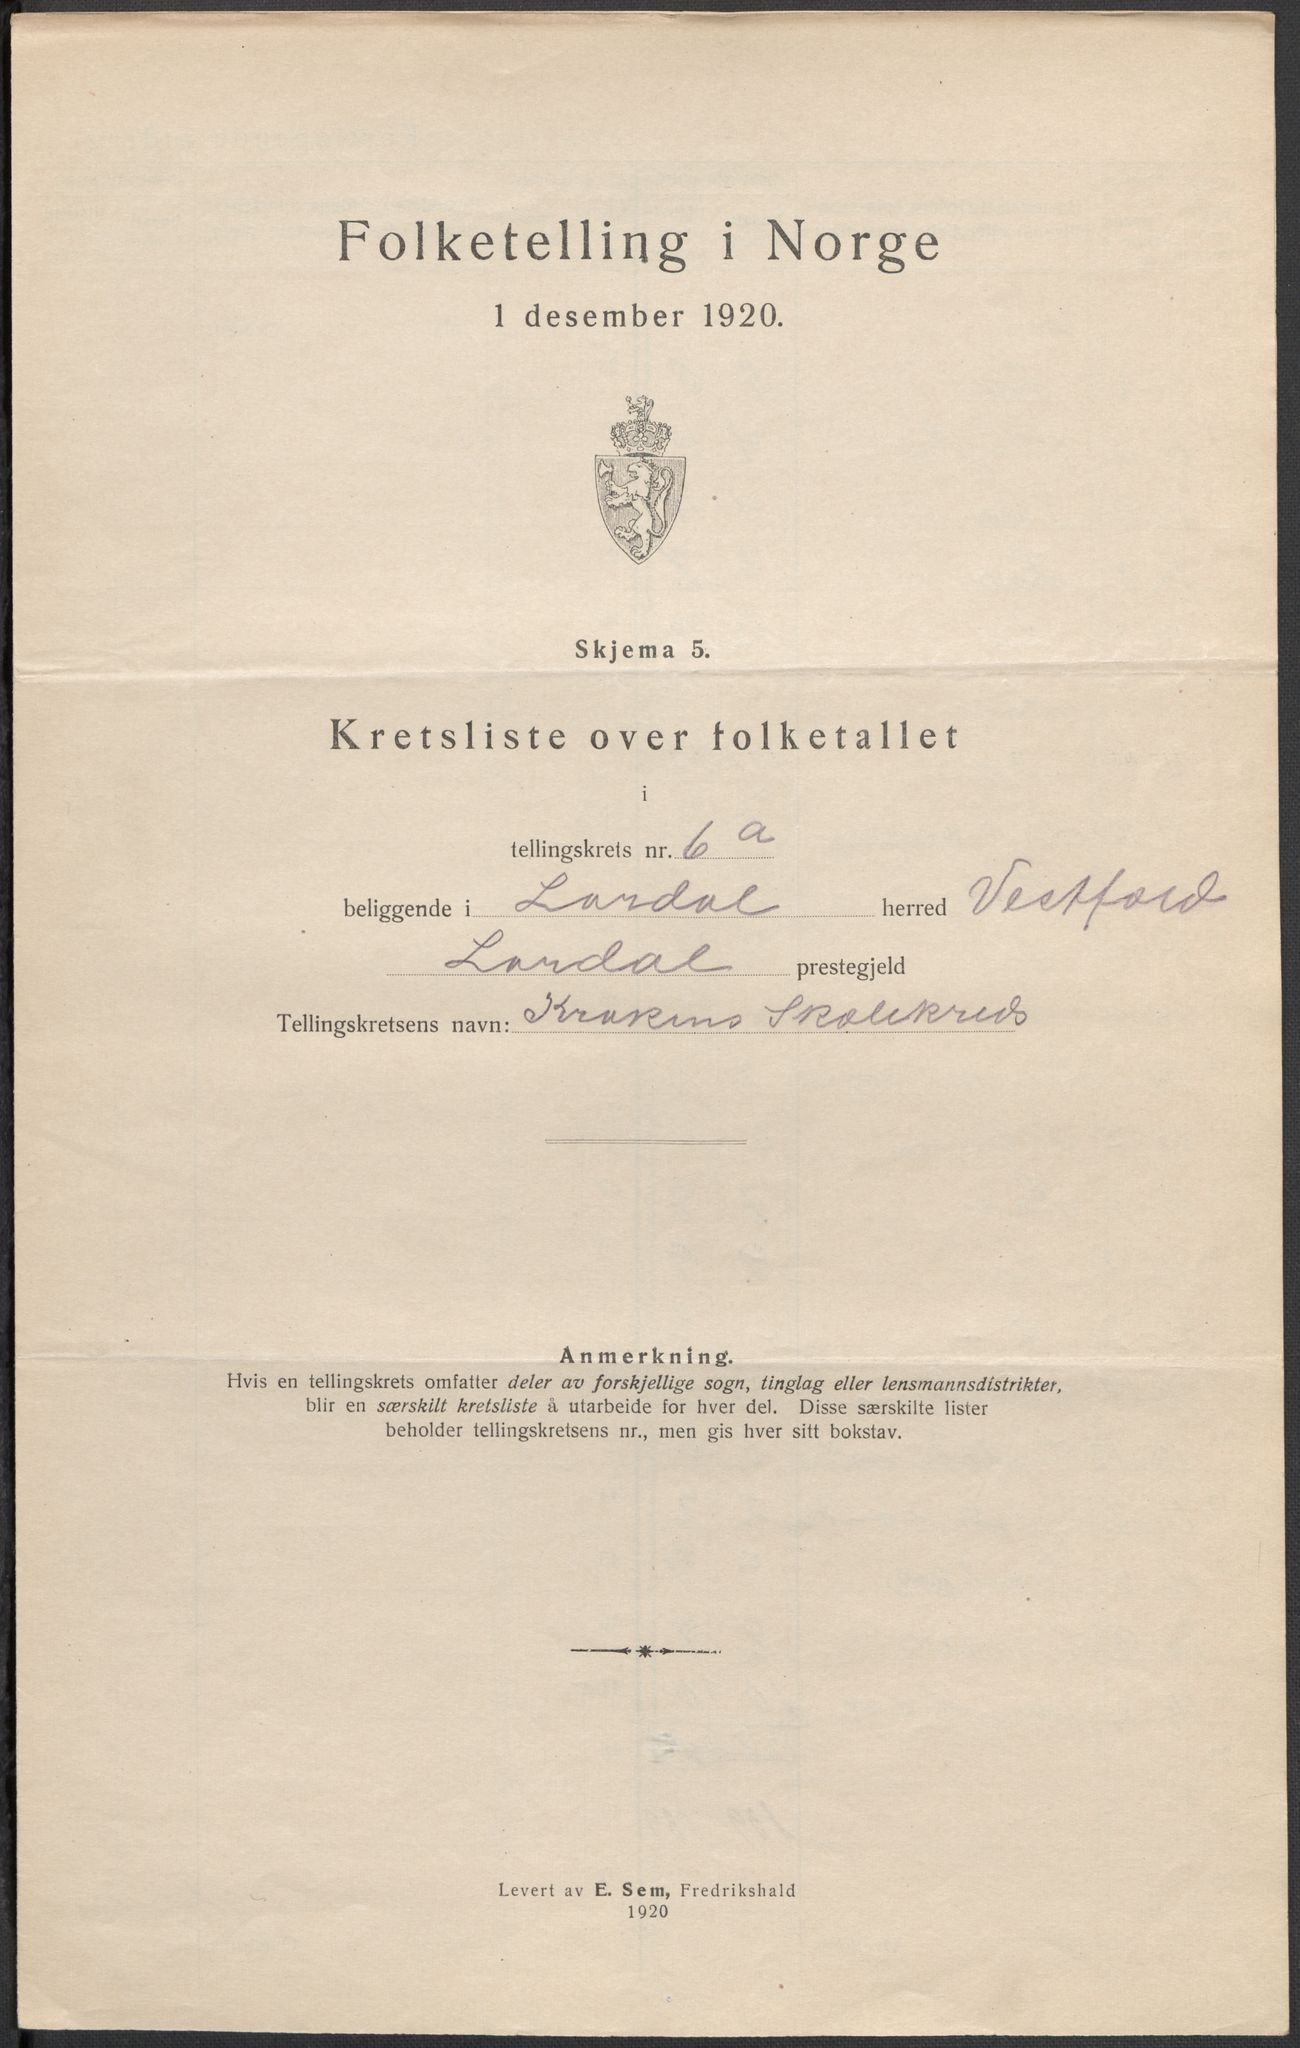 Folketelling i Norge
1 desember 1920.
Skjema 5.
Kretsliste over folketallet
i
tellingskrets nr. 6 a
beliggende i Lardal herred Vestfold
Lardal prestegjeld
Tellingskretsens navn: Krakens Skolekreds
Anmerkning.
Hvis en tellingskrets omfatter deler av forskjellige sogn, tinglag eller lensmannsdistrikter,
blir en særskilt kretsliste å utarbeide for hver del. Disse særskilte lister
beholder tellingskretsens nr., men gis hver sitt bokstav.
Levert av E. Sem, Fredrikshald
1920